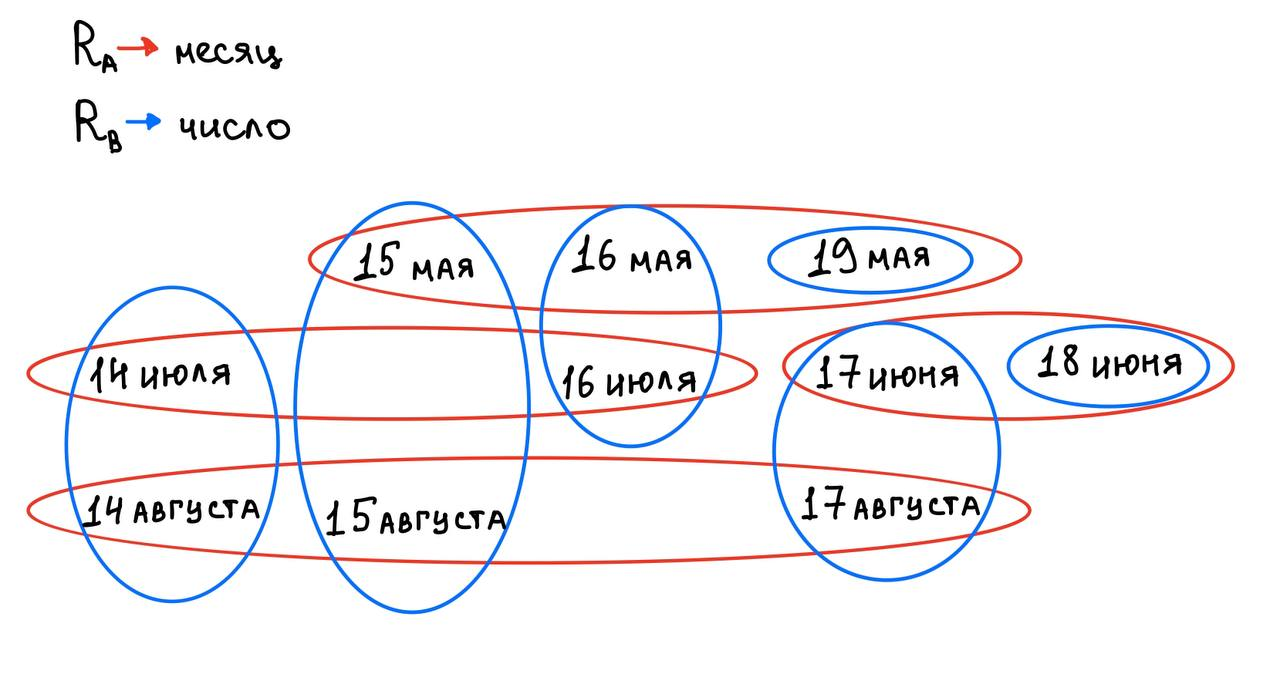 R_A → месяц
R_B → число
15 мая 16 мая 19 мая
14 июля 16 июля 17 июня 18 июня
14 августа 15 августа 17 августа